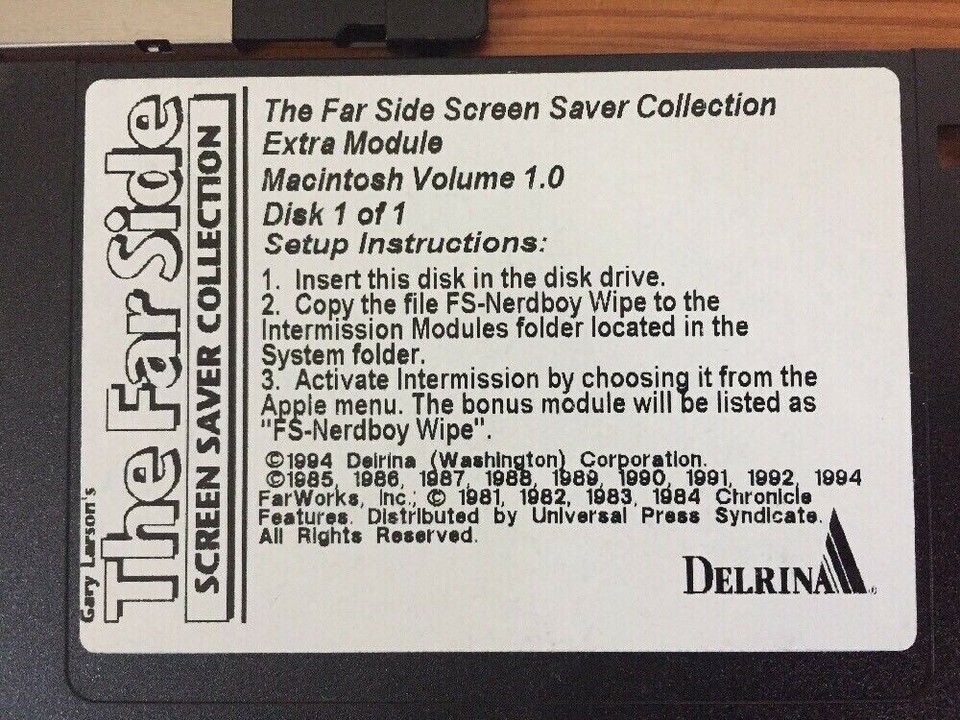 Gary Larson's
The Far Side
SCREEN SAVER COLLECTION
The Far Side Screen Saver Collection
Extra Module
Macintosh Volume 1.0
Disk 1 of 1
Setup Instructions:
1. Insert this disk in the disk drive.
2. Copy the file FS-Nerdboy Wipe to the
Intermission Modules folder located in the
System folder.
3. Activate Intermission by choosing it from the
Apple menu. The bonus module will be listed as
"FS-Nerdboy Wipe".
©1994 Delrina (Washington) Corporation.
©1985, 1986, 1987, 1988, 1989, 1990, 1991, 1992, 1994
FarWorks, Inc.; © 1981, 1982, 1983, 1984 Chronicle
Features. Distributed by Universal Press Syndicate.
All Rights Reserved.
DELRINA®